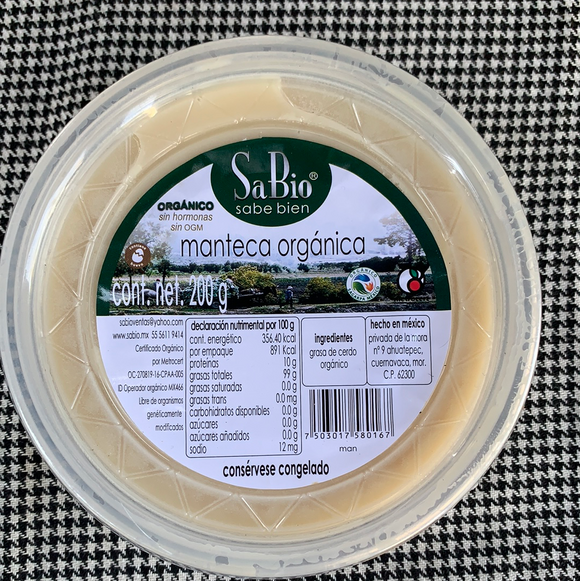 SaBio®
sabe bien
ORGÁNICO
sin hormonas
sin OGM
manteca orgánica
cont. net. 200 g
sabioventas@yahoo.com
www.sabio.mx 55 5611 9414
Certificado Orgánico
por Metrocert
OC-270819-16-CPAA-005
ID Operador orgánico MX466
Libre de organismos
genéticamente
modificados
declaración nutrimental por 100 g
cont. energético 356.40 kcal
por empaque 891 Kcal
proteínas 10 g
grasas totales 99 g
grasas saturadas 0.0 g
grasas trans 0.0 mg
carbohidratos disponibles 0.0 g
azúcares 0.0 g
azúcares añadidos 0.0 g
sodio 12 mg
ingredientes
grasa de cerdo
orgánico
hecho en méxico
privada de la mora
nº 9 ahuatepec,
cuernavaca, mor.
C.P. 62300
7 503017 580167
man
consérvese congelado